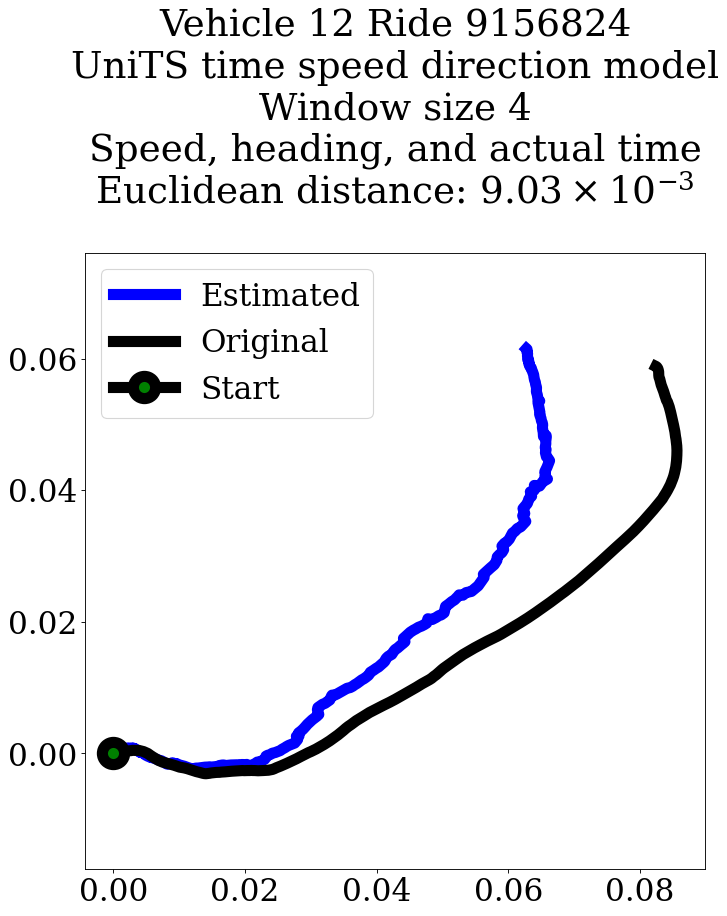 Vehicle 12 Ride 9156824
UniTS time speed direction model
Window size 4
Speed, heading, and actual time
Euclidean distance: 9.03 × 10⁻³
Estimated
Original
Start
0.06
0.04
0.02
0.00
0.00 0.02 0.04 0.06 0.08